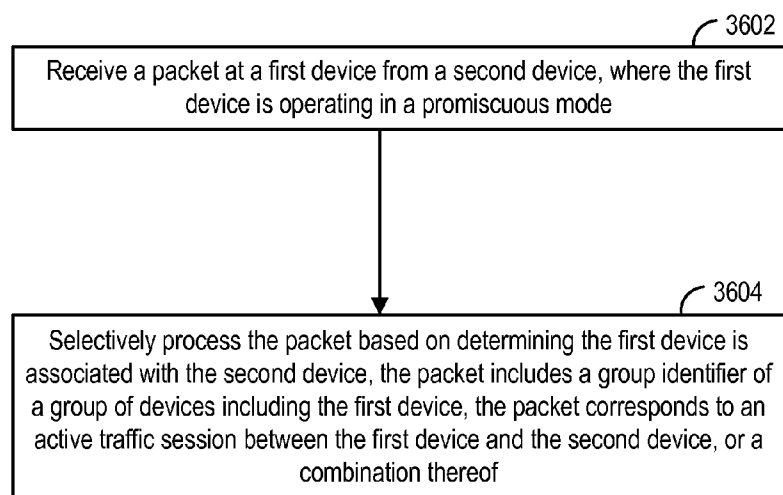 3602
Receive a packet at a first device from a second device, where the first
device is operating in a promiscuous mode
3604
Selectively process the packet based on determining the first device is
associated with the second device, the packet includes a group identifier of
a group of devices including the first device, the packet corresponds to an
active traffic session between the first device and the second device, or a
combination thereof